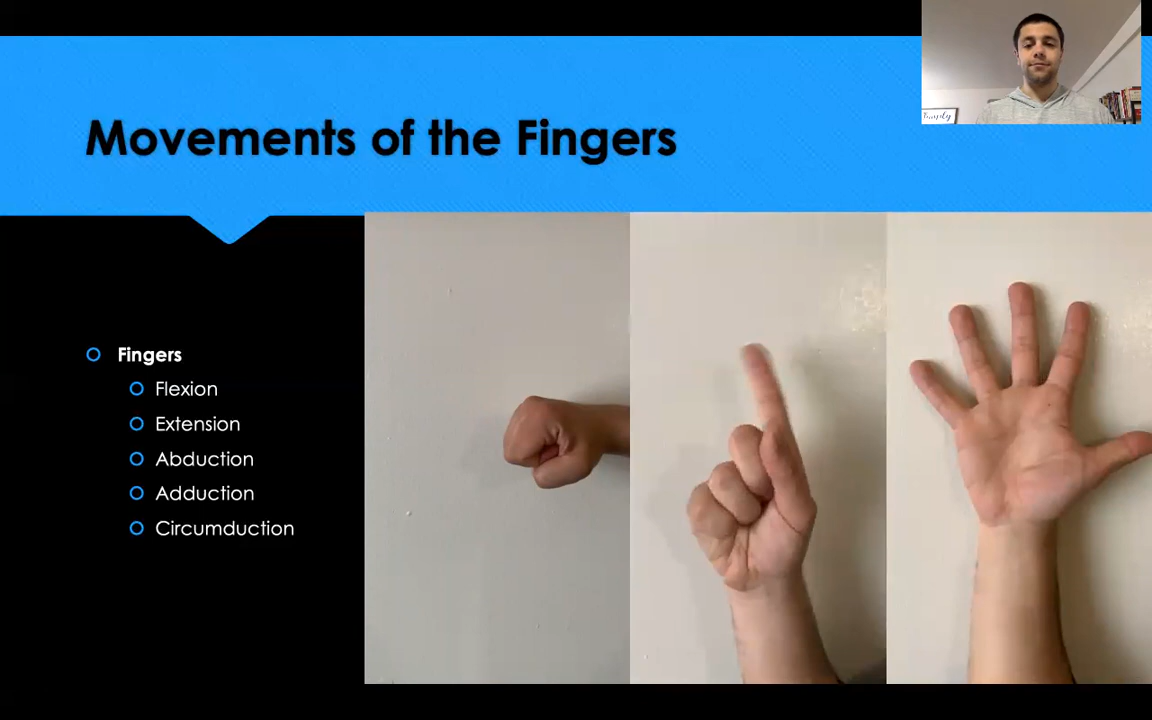 Movements of the Fingers
Fingers
Flexion
Extension
Abduction
Adduction
Circumduction